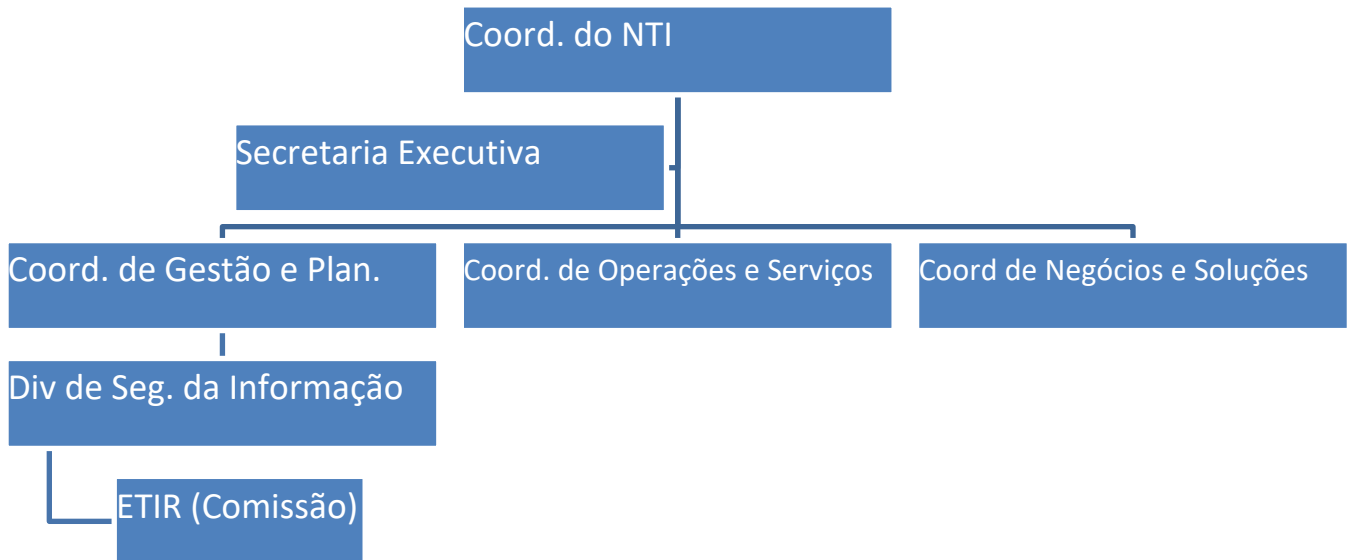 Coord. do NTI
Secretaria Executiva
Coord. de Gestão e Plan.
Coord. de Operações e Serviços
Coord de Negócios e Soluções
Div de Seg. da Informação
ETIR (Comissão)